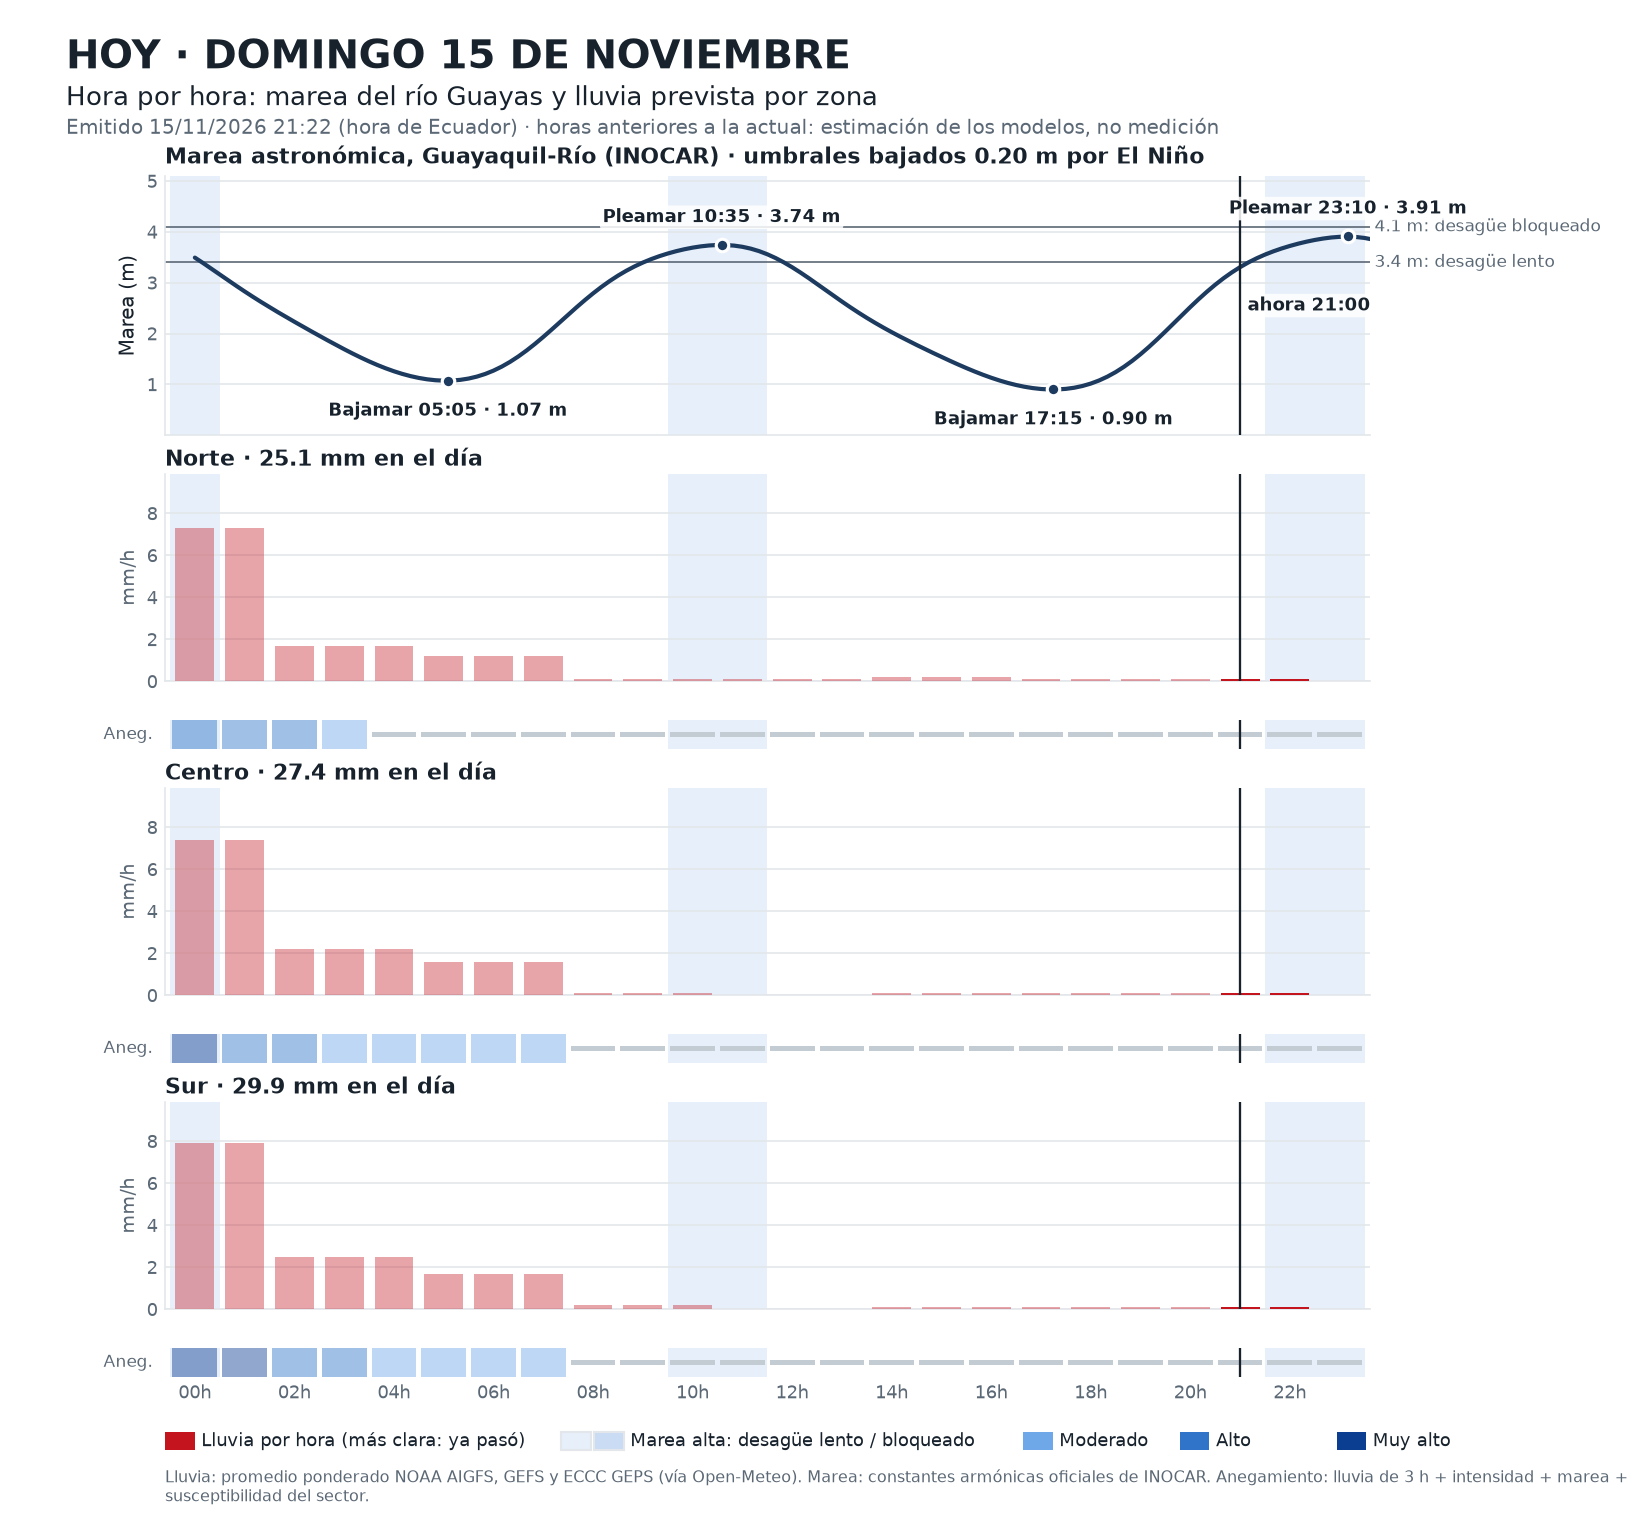 HOY · DOMINGO 15 DE NOVIEMBRE
Hora por hora: marea del río Guayas y lluvia prevista por zona
Emitido 15/11/2026 21:22 (hora de Ecuador) · horas anteriores a la actual: estimación de los modelos, no medición
Marea astronómica, Guayaquil-Río (INOCAR) · umbrales bajados 0.20 m por El Niño
Marea (m)
5
4
3
2
1
Pleamar 10:35 · 3.74 m
Pleamar 23:10 · 3.91 m
4.1 m: desagüe bloqueado
3.4 m: desagüe lento
ahora 21:00
Bajamar 05:05 · 1.07 m
Bajamar 17:15 · 0.90 m
Norte · 25.1 mm en el día
mm/h
8
6
4
2
0
Aneg.
Centro · 27.4 mm en el día
mm/h
8
6
4
2
0
Aneg.
Sur · 29.9 mm en el día
mm/h
8
6
4
2
0
Aneg.
00h 02h 04h 06h 08h 10h 12h 14h 16h 18h 20h 22h
Lluvia por hora (más clara: ya pasó) Marea alta: desagüe lento / bloqueado Moderado Alto Muy alto
Lluvia: promedio ponderado NOAA AIGFS, GEFS y ECCC GEPS (vía Open-Meteo). Marea: constantes armónicas oficiales de INOCAR. Anegamiento: lluvia de 3 h + intensidad + marea +
susceptibilidad del sector.